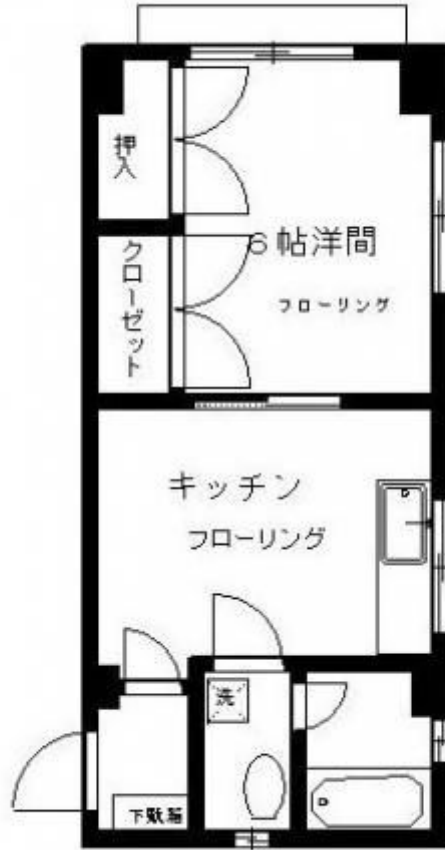 押入
6帖洋間
クローゼット
フローリング
キッチン
フローリング
洗
下駄箱